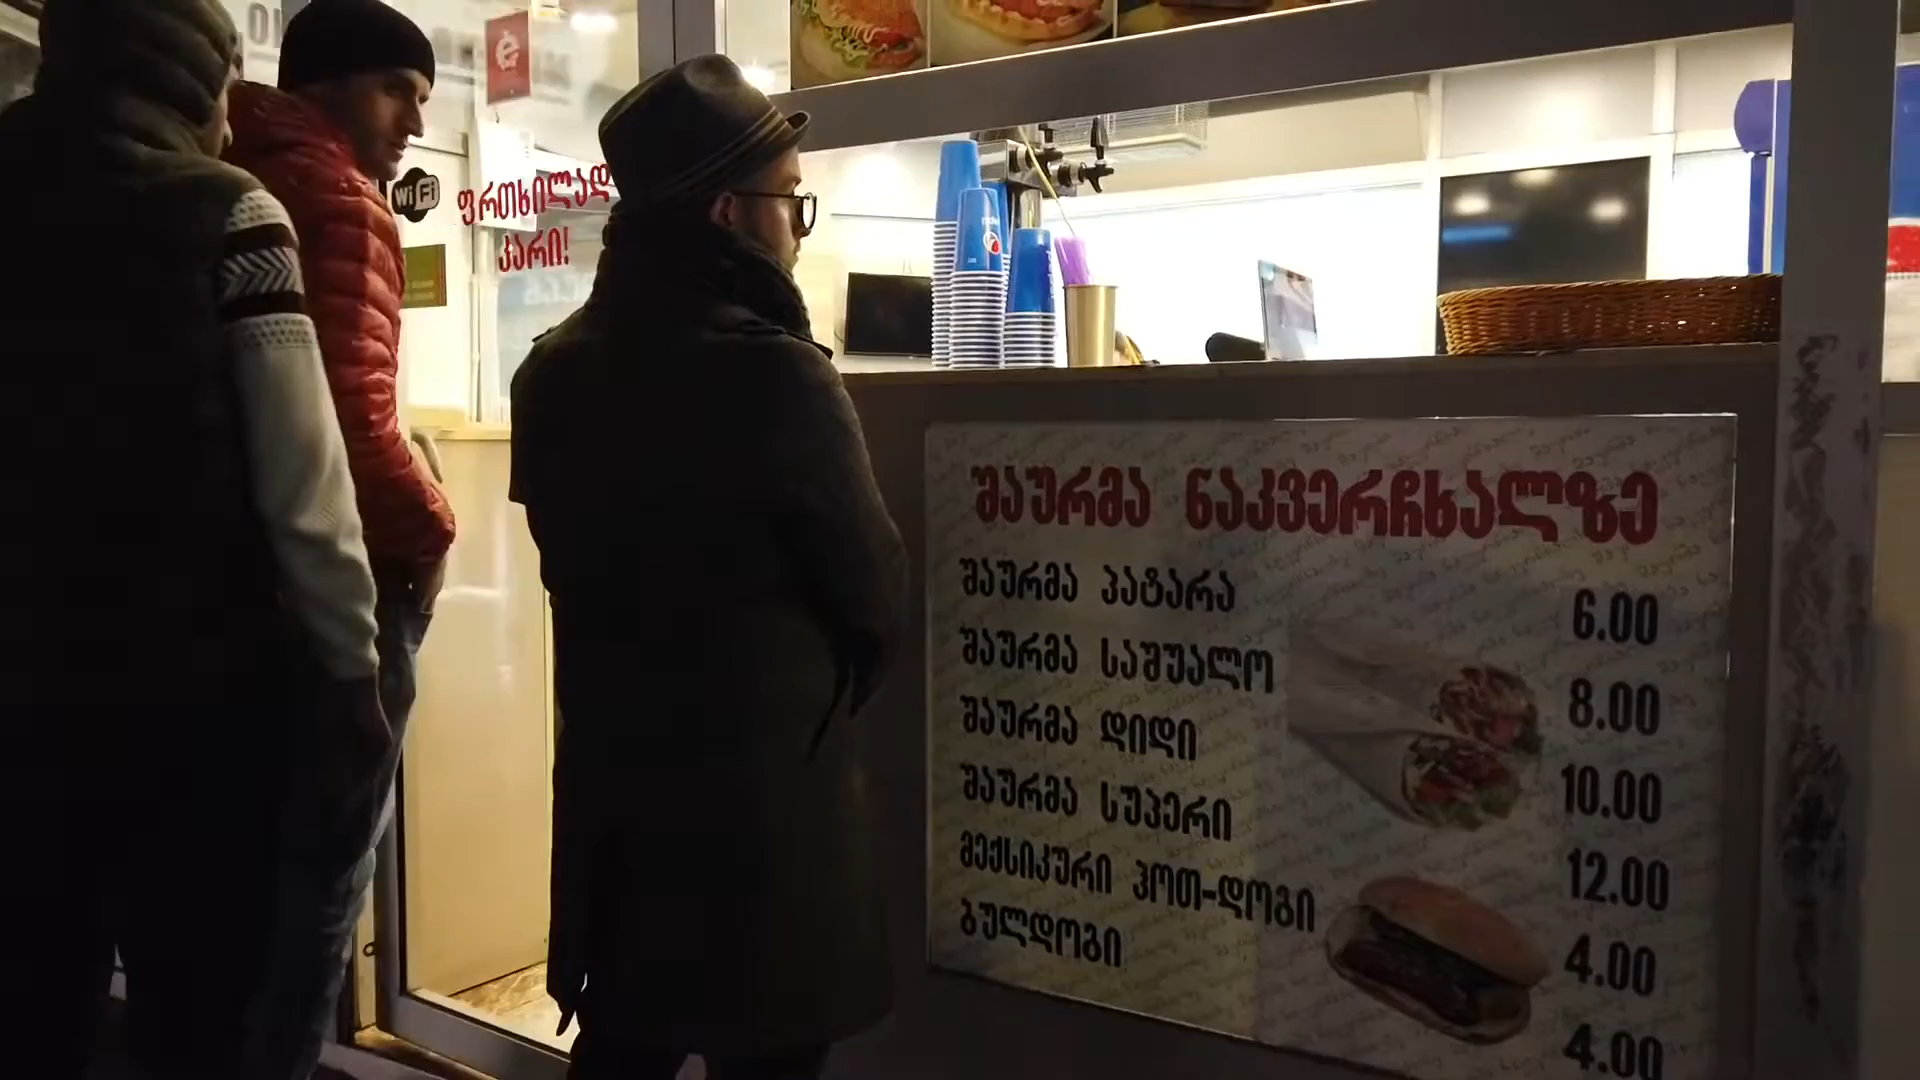 WiFi
ფრთხილად
კარი!
შაურმა ნაკვერჩხალზე
შაურმა პატარა 6.00
შაურმა საშუალო 8.00
შაურმა დიდი 10.00
შაურმა სუპერი 12.00
მექსიკური ჰოთ-დოგი 4.00
ბულდოგი 4.00